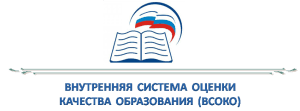 ВНУТРЕННЯЯ СИСТЕМА ОЦЕНКИ
КАЧЕСТВА ОБРАЗОВАНИЯ (ВСОКО)